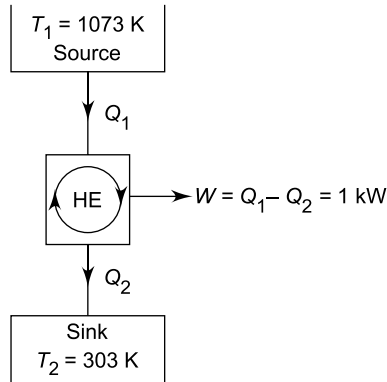 T₁ = 1073 K
Source
Q₁
HE
W = Q₁ – Q₂ = 1 kW
Q₂
Sink
T₂ = 303 K